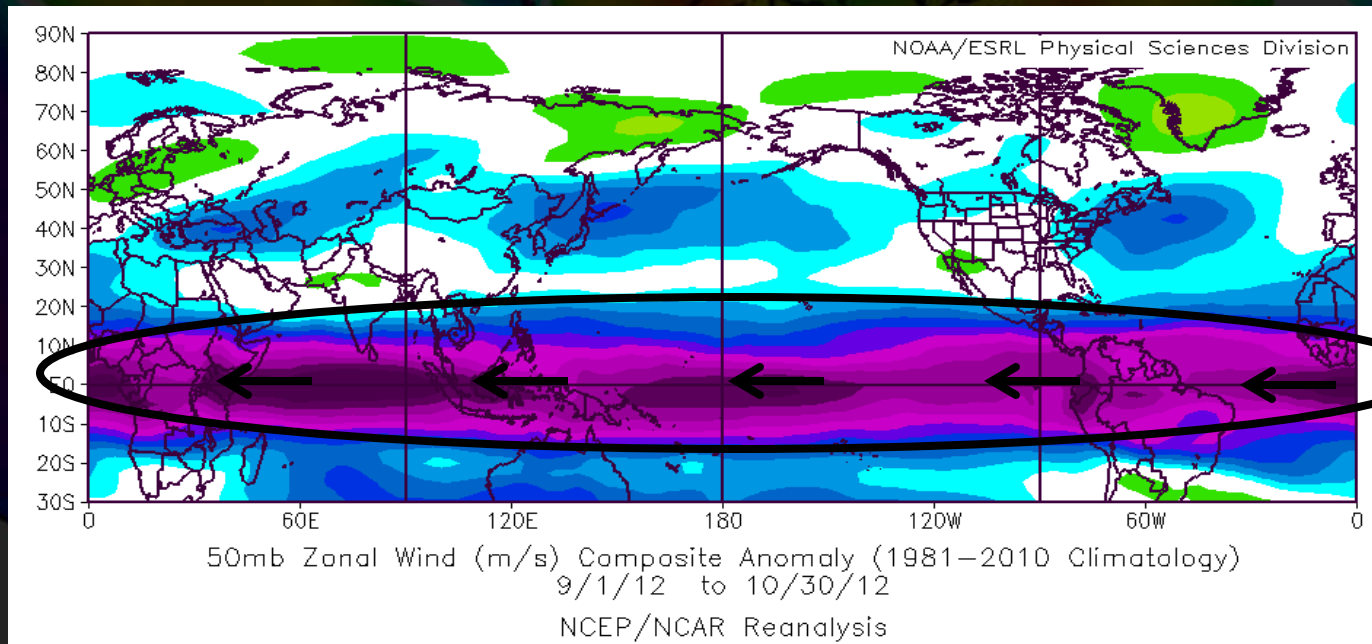 NOAA/ESRL Physical Sciences Division
90N
80N
70N
60N
50N
40N
30N
20N
10N
EQ
10S
20S
30S
0 60E 120E 180 120W 60W 0
50mb Zonal Wind (m/s) Composite Anomaly (1981-2010 Climatology)
9/1/12 to 10/30/12
NCEP/NCAR Reanalysis